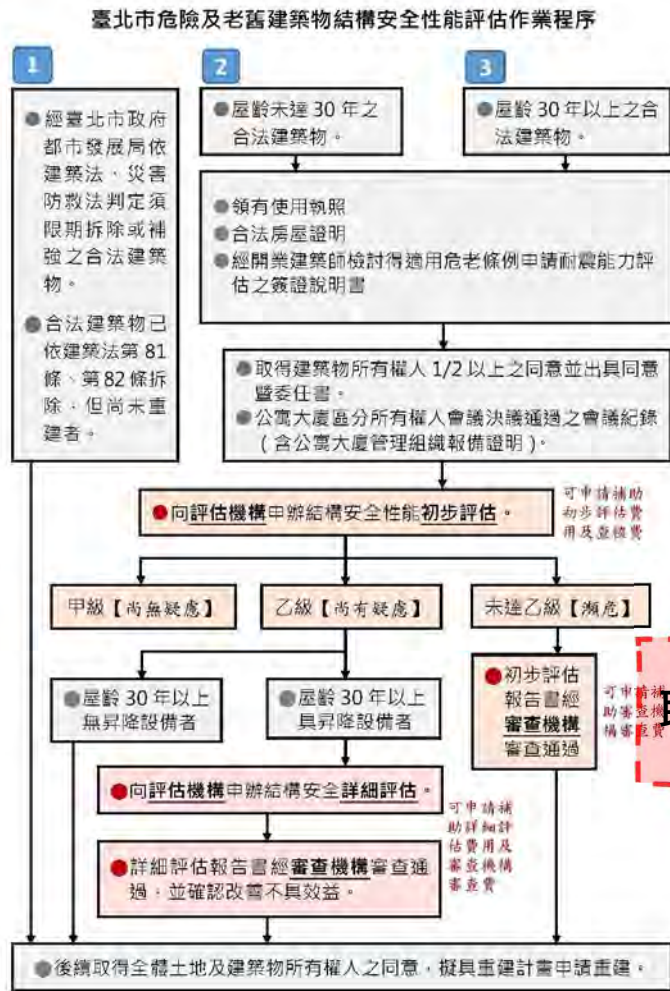 臺北市危險及老舊建築物結構安全性能評估作業程序
1
●經臺北市政府
都市發展局依
建築法、災害
防救法判定須
限期拆除或補
強之合法建築
物。
●合法建築物已
依建築法第 81
條、第 82 條拆
除，但尚未重
建者。
2
●屋齡未達 30 年之
合法建築物。
3
●屋齡 30 年以上之合
法建築物。
●領有使用執照
●合法房屋證明
●經開業建築師檢討得適用危老條例申請耐震能力評
估之簽證說明書
●取得建築物所有權人 1/2 以上之同意並出具同意
暨委任書。
●公寓大廈區分所有權人會議決議通過之會議紀錄
(含公寓大廈管理組織報備證明)。
●向評估機構申辦結構安全性能初步評估。
可申請補助
初步評估費
用及查核費
甲級【尚無疑慮】
乙級【尚有疑慮】
未達乙級【瀕危】
●屋齡 30 年以上
無昇降設備者
●屋齡 30 年以上
具昇降設備者
●初步評估
報告書經
審查機構
審查通過
可申請補
助審查機
構審查費
●向評估機構申辦結構安全詳細評估。
可申請補
助詳細評
估費用及
審查機構
審查費
●詳細評估報告書經審查機構審查通
過，並確認改善不具效益。
●後續取得全體土地及建築物所有權人之同意，擬具重建計畫申請重建。